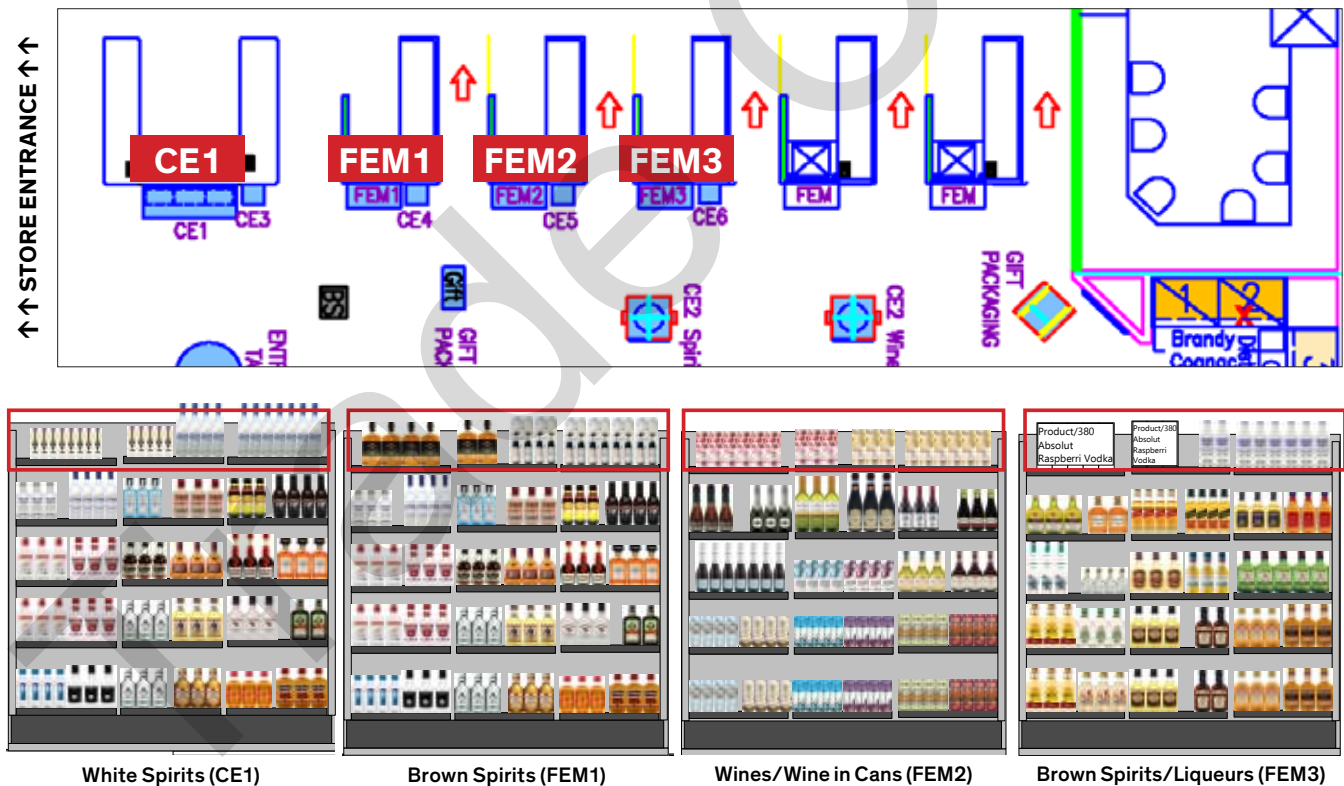 ↑↑ STORE ENTRANCE ↑↑
CE1
FEM1
FEM2
FEM3
FEM1
FEM2
FEM3
FEM
FEM
CE1
CE3
CE4
CE5
CE6
BS
Gift
GIFT
PACK
ENTR
TA
CE2 Spiri
CE2 Wine
GIFT
PACKAGING
1
2
Brandy
Cognac
Product/380
Absolut
Raspberri Vodka
Product/380
Absolut
Raspberri
Vodka
White Spirits (CE1)
Brown Spirits (FEM1)
Wines/Wine in Cans (FEM2)
Brown Spirits/Liqueurs (FEM3)
Trade O